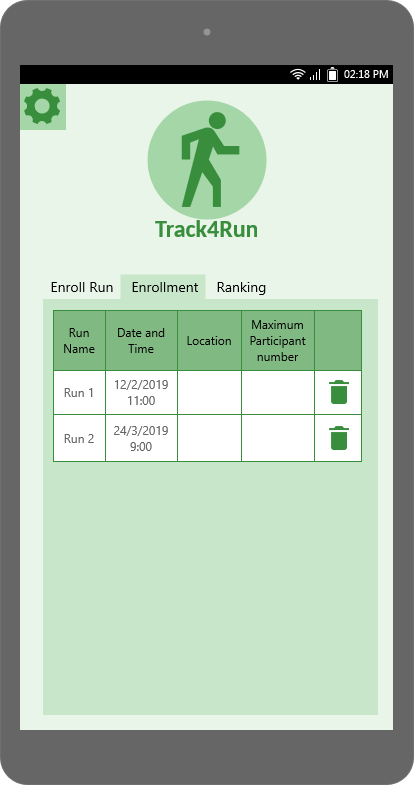 02:18 PM
Track4Run
Enroll Run Enrollment Ranking
Run
Name
Date and
Time
Location
Maximum
Participant
number
Run 1
12/2/2019
11:00
Run 2
24/3/2019
9:00